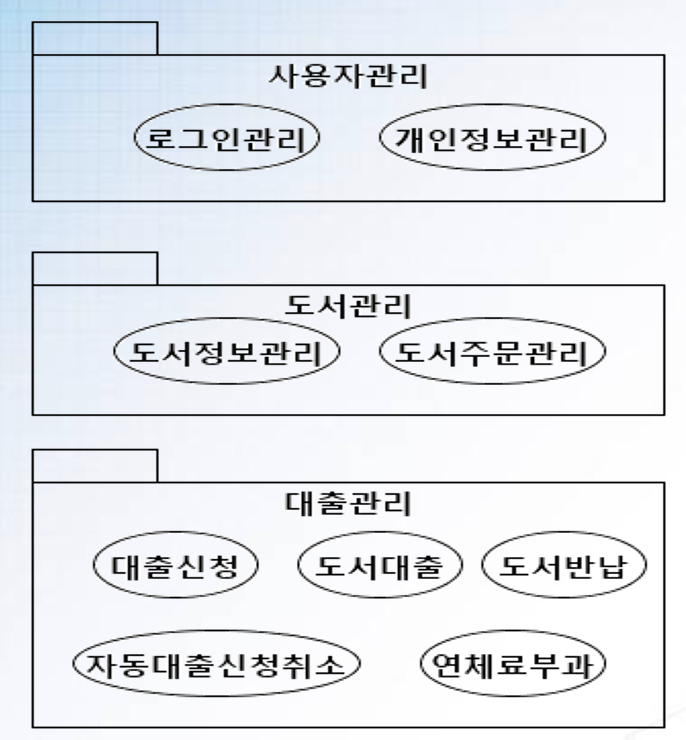 사용자관리
로그인관리 개인정보관리
도서관리
도서정보관리 도서주문관리
대출관리
대출신청 도서대출 도서반납
자동대출신청취소 연체료부과